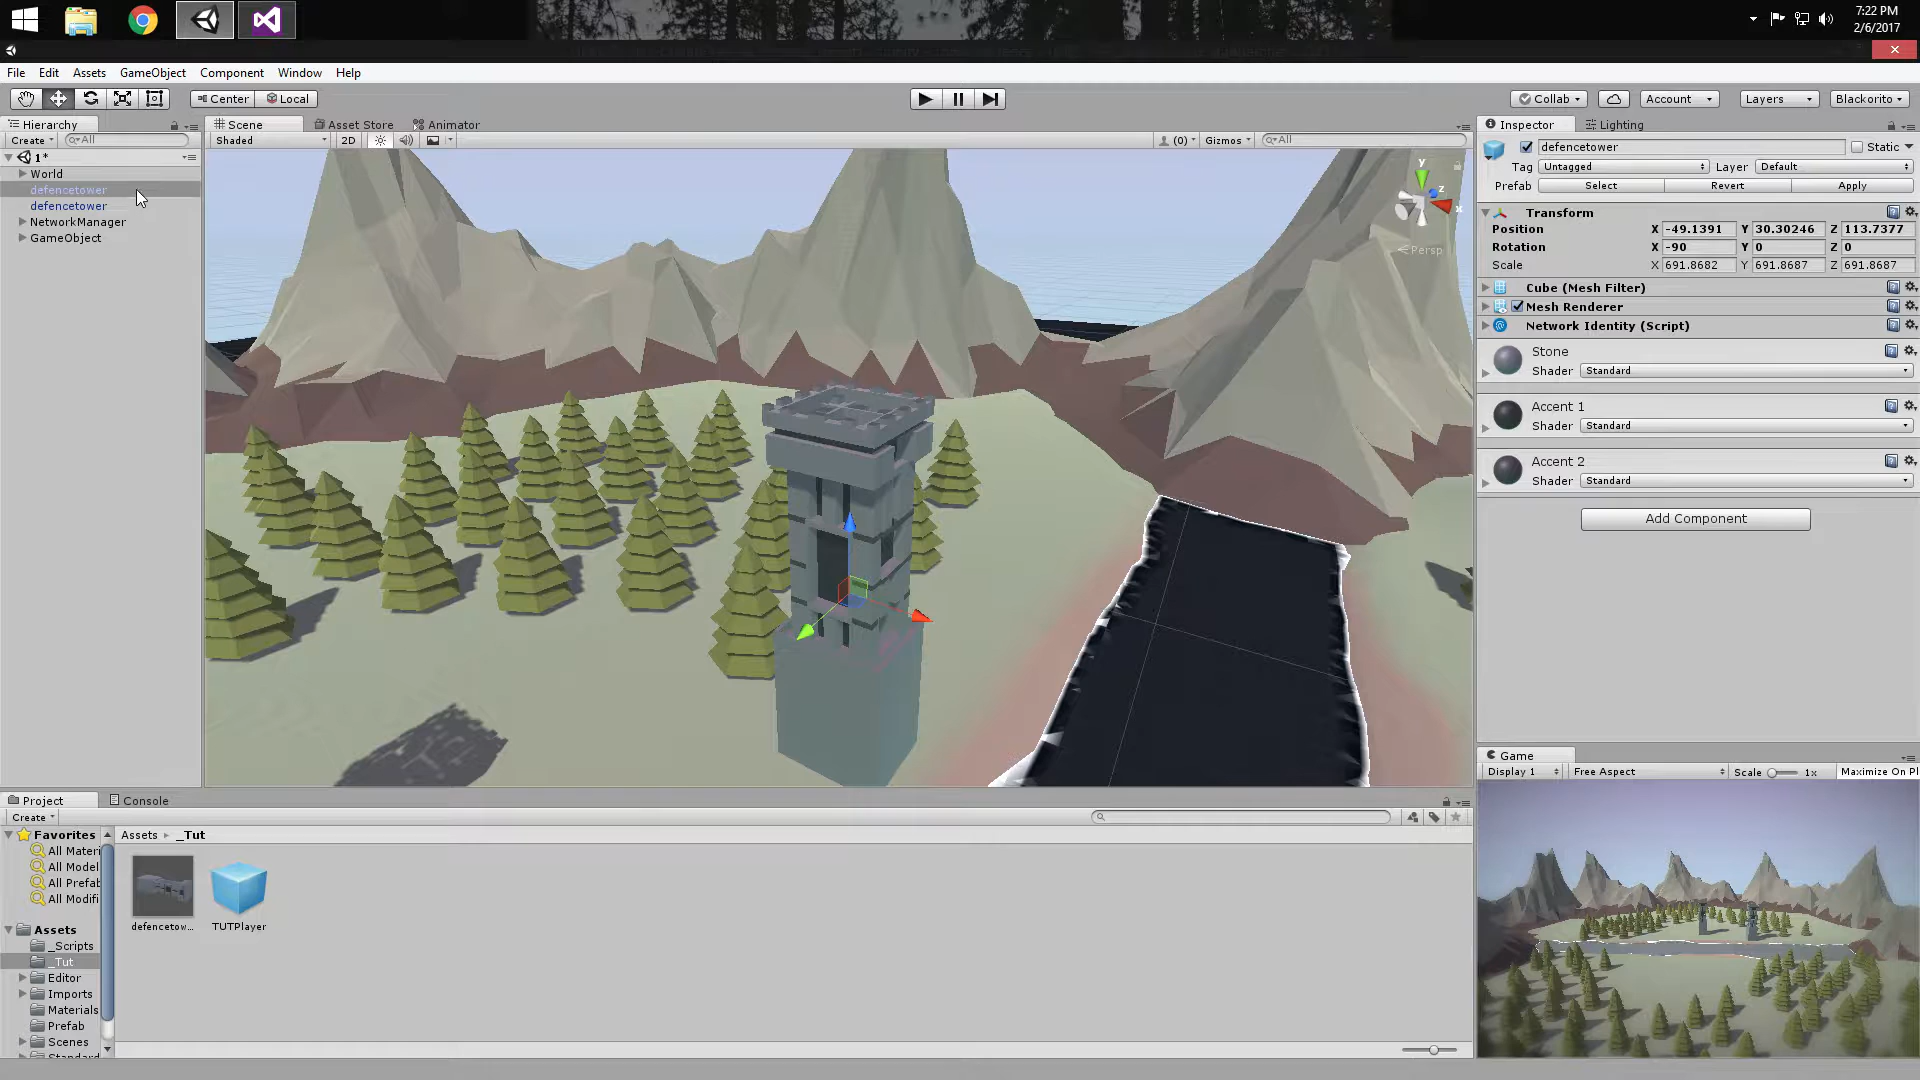 7:22 PM
2/6/2017
File Edit Assets GameObject Component Window Help
Center Local Collab Account Layers Blackorito
Hierarchy Scene Asset Store Animator Inspector Lighting
Create All Shaded 2D (0) Gizmos All
1*
World
defencetower
defencetower
NetworkManager
GameObject
y
z
x
Persp
defencetower Static
Tag Untagged Layer Default
Prefab Select Revert Apply
Transform
Position X -49.1391 Y 30.30246 Z 113.7377
Rotation X -90 Y 0 Z 0
Scale X 691.8682 Y 691.8687 Z 691.8687
Cube (Mesh Filter)
Mesh Renderer
Network Identity (Script)
Stone
Shader Standard
Accent 1
Shader Standard
Accent 2
Shader Standard
Add Component
Game
Display 1 Free Aspect Scale 1x Maximize On Pl
Project Console
Create
Favorites
All Materi
All Model
All Prefab
All Modifi
Assets
_Scripts
_Tut
Editor
Imports
Materials
Prefab
Scenes
Assets _Tut
defencetow... TUTPlayer